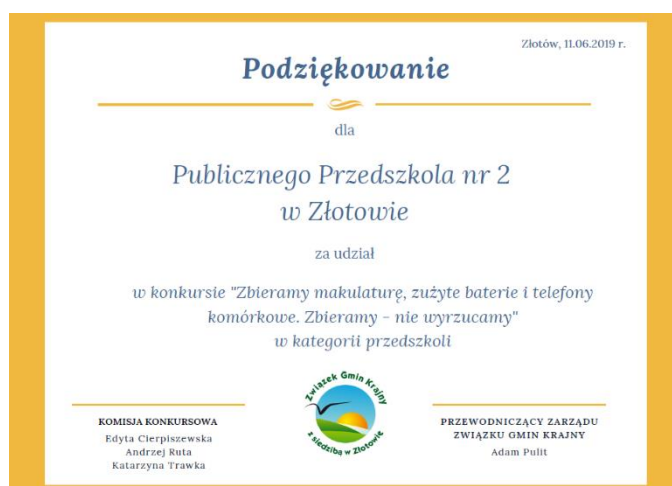 Złotów, 11.06.2019 r.
Podziękowanie
dla
Publicznego Przedszkola nr 2
w Złotowie
za udział
w konkursie "Zbieramy makulaturę, zużyte baterie i telefony
komórkowe. Zbieramy - nie wyrzucamy"
w kategorii przedszkoli
Związek Gmin Krajny
z siedzibą w Złotowie
KOMISJA KONKURSOWA
Edyta Cierpiszewska
Andrzej Ruta
Katarzyna Trawka
PRZEWODNICZĄCY ZARZĄDU
ZWIĄZKU GMIN KRAJNY
Adam Pulit